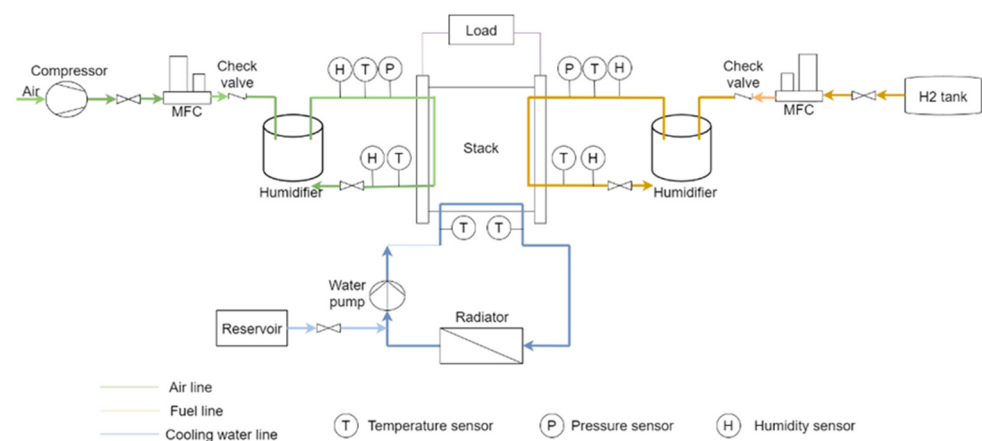 Load
Compressor
Air
MFC
Check
valve
H
T
P
P
T
H
Check
valve
MFC
H2 tank
Stack
H
T
T
H
Humidifier
Humidifier
T
T
Water
pump
Reservoir
Radiator
Air line
Fuel line
Cooling water line
T
Temperature sensor
P
Pressure sensor
H
Humidity sensor